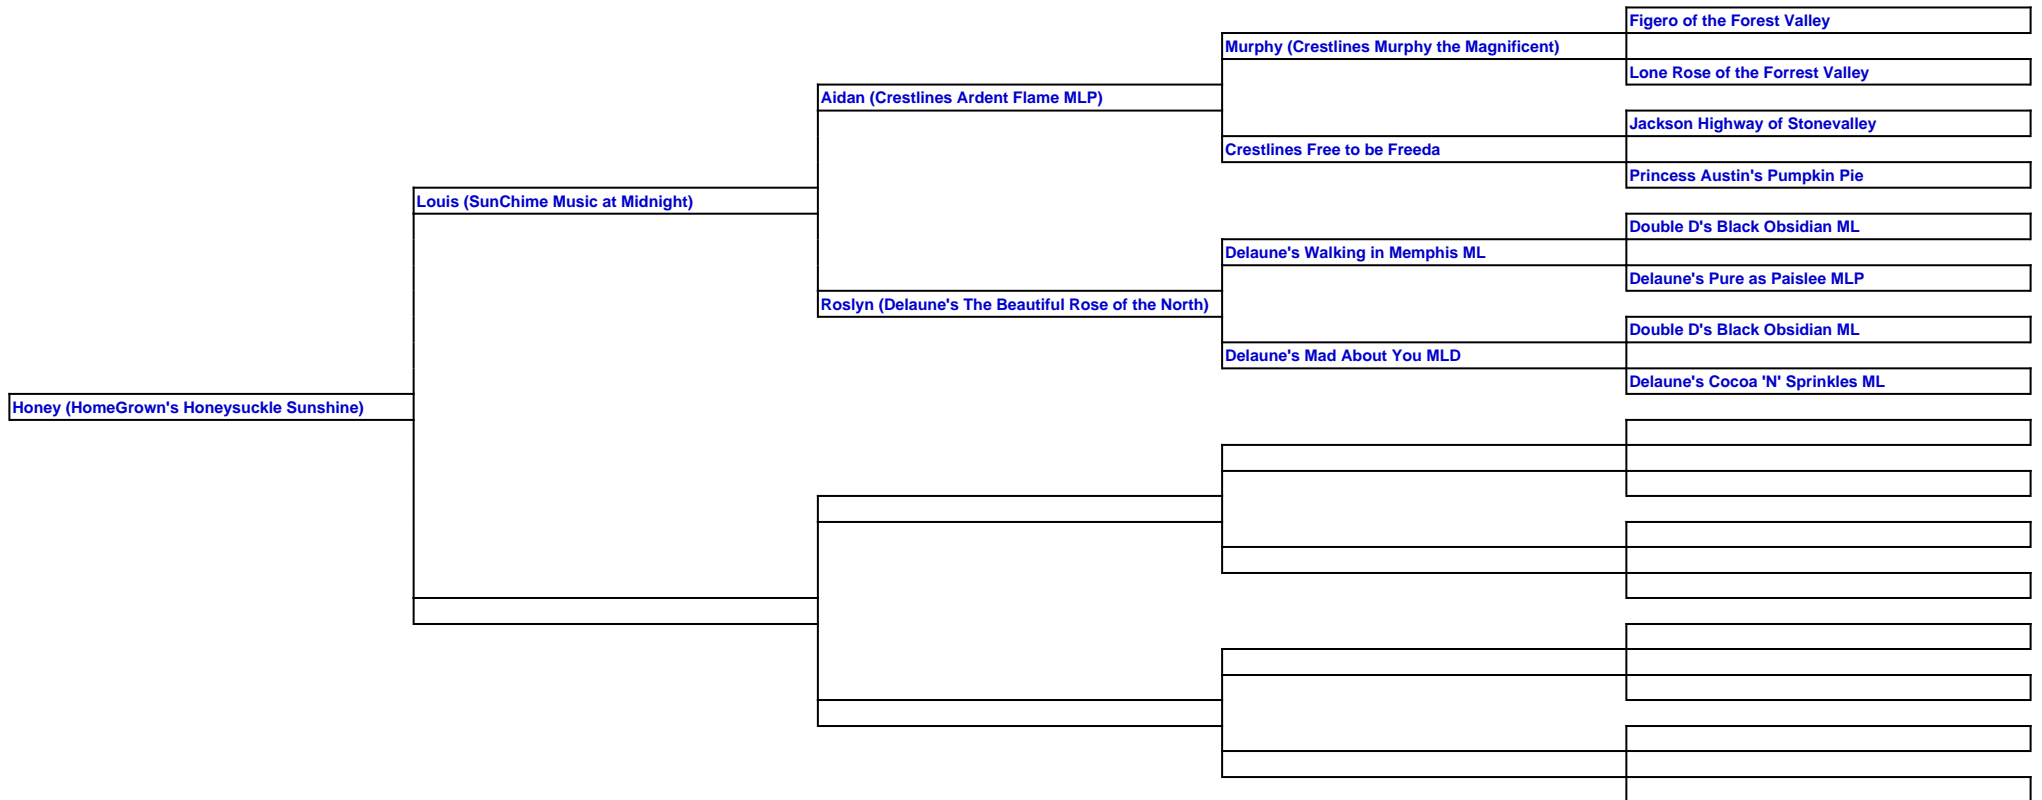 Figero of the Forest Valley
Murphy (Crestlines Murphy the Magnificent)
Lone Rose of the Forrest Valley
Aidan (Crestlines Ardent Flame MLP)
Jackson Highway of Stonevalley
Crestlines Free to be Freeda
Princess Austin's Pumpkin Pie
Louis (SunChime Music at Midnight)
Double D's Black Obsidian ML
Delaune's Walking in Memphis ML
Delaune's Pure as Paislee MLP
Roslyn (Delaune's The Beautiful Rose of the North)
Double D's Black Obsidian ML
Delaune's Mad About You MLD
Delaune's Cocoa 'N' Sprinkles ML
Honey (HomeGrown's Honeysuckle Sunshine)